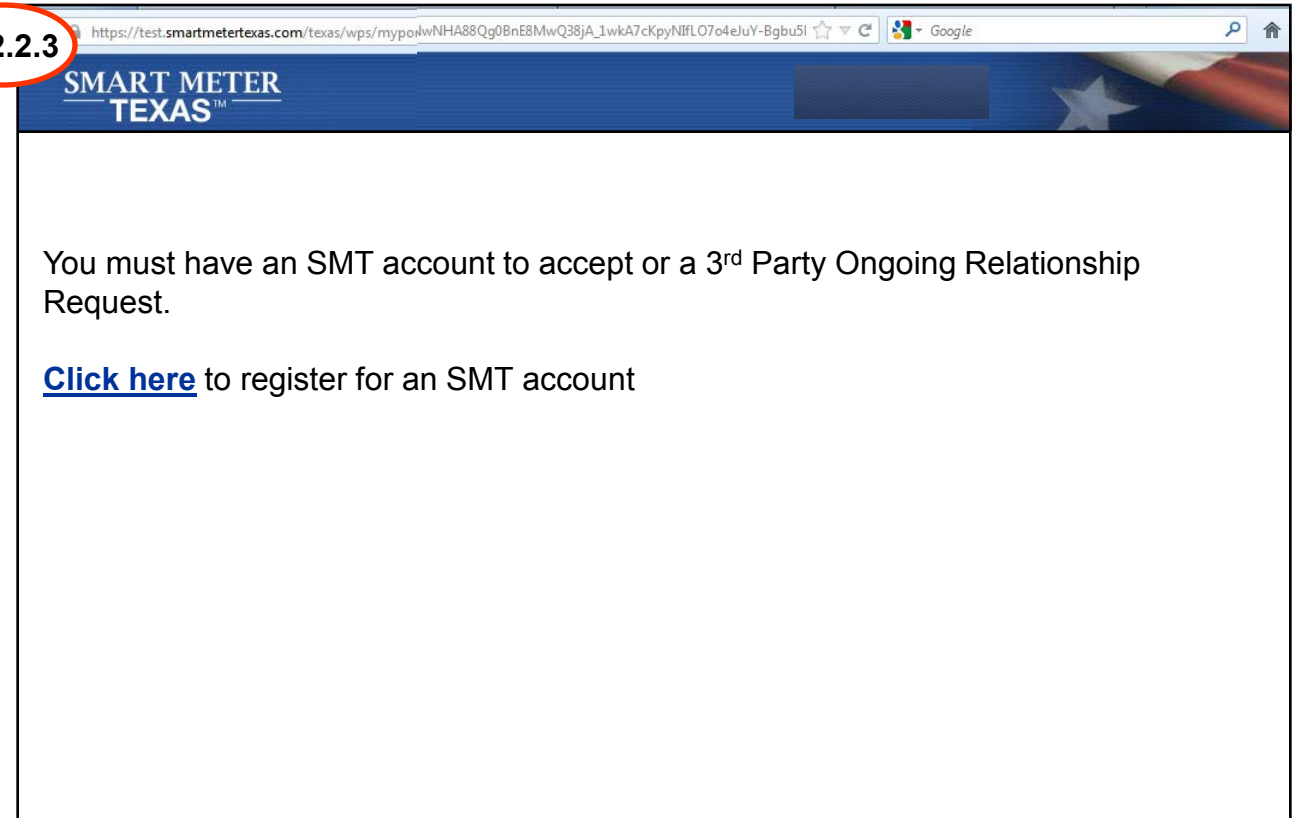 2.2.3
https://test.smartmetertexas.com/texas/wps/mypor
Google
SMART METER
TEXAS™
You must have an SMT account to accept or a 3rd Party Ongoing Relationship
Request.
Click here to register for an SMT account